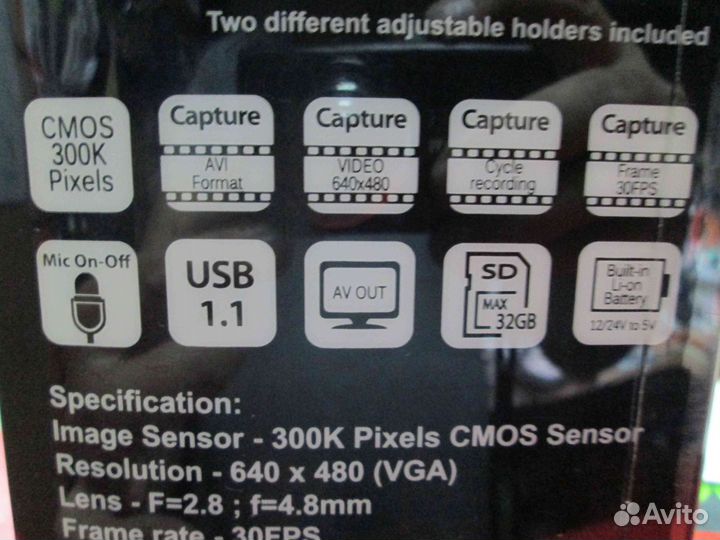 Two different adjustable holders included
CMOS
300K
Pixels
Capture
AVI
Format
Capture
VIDEO
640x480
Capture
Cycle
recording
Capture
Frame
30FPS
Mic On-Off
USB
1.1
AV OUT
SD
MAX
32GB
Built-in
Li-on
Battery
12/24V to 5V
Specification:
Image Sensor - 300K Pixels CMOS Sensor
Resolution - 640 x 480 (VGA)
Lens - F=2.8 ; f=4.8mm
Frame rate - 30FPS
Avito